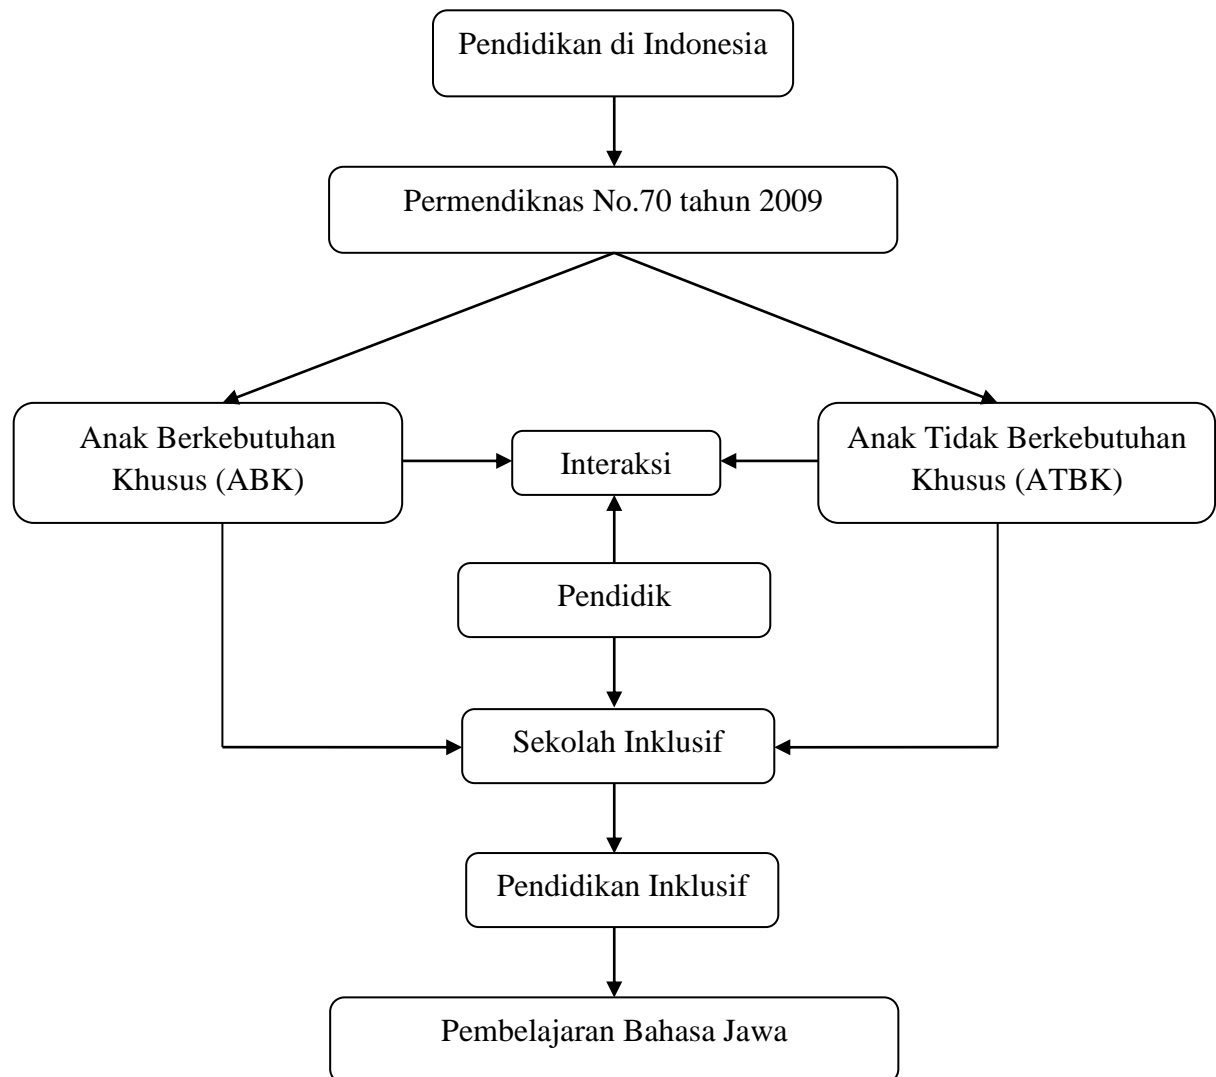 Pendidikan di Indonesia
Permendiknas No.70 tahun 2009
Anak Berkebutuhan
Khusus (ABK)
Interaksi
Anak Tidak Berkebutuhan
Khusus (ATBK)
Pendidik
Sekolah Inklusif
Pendidikan Inklusif
Pembelajaran Bahasa Jawa